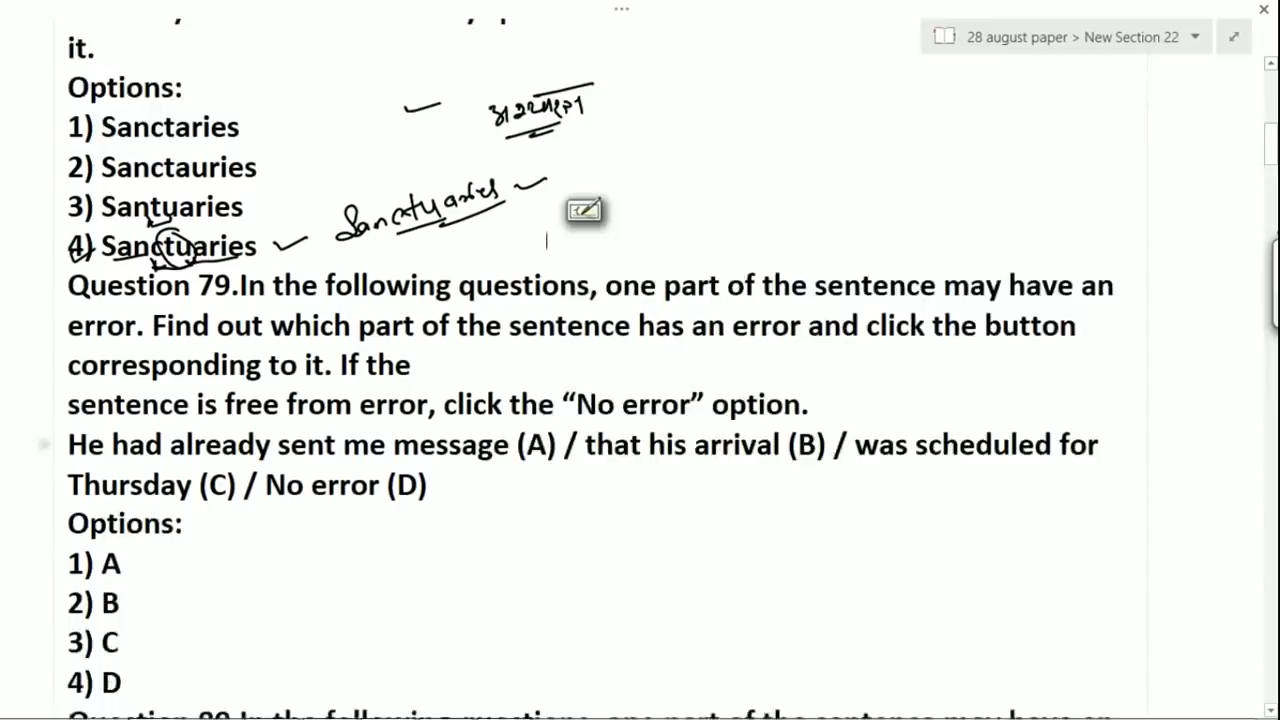 it.
28 august paper > New Section 22
Options:
1) Sanctaries
2) Sanctauries
3) Santuaries
Sanctuaries
4) Sanctuaries
Question 79.In the following questions, one part of the sentence may have an
error. Find out which part of the sentence has an error and click the button
corresponding to it. If the
sentence is free from error, click the “No error” option.
He had already sent me message (A) / that his arrival (B) / was scheduled for
Thursday (C) / No error (D)
Options:
1) A
2) B
3) C
4) D